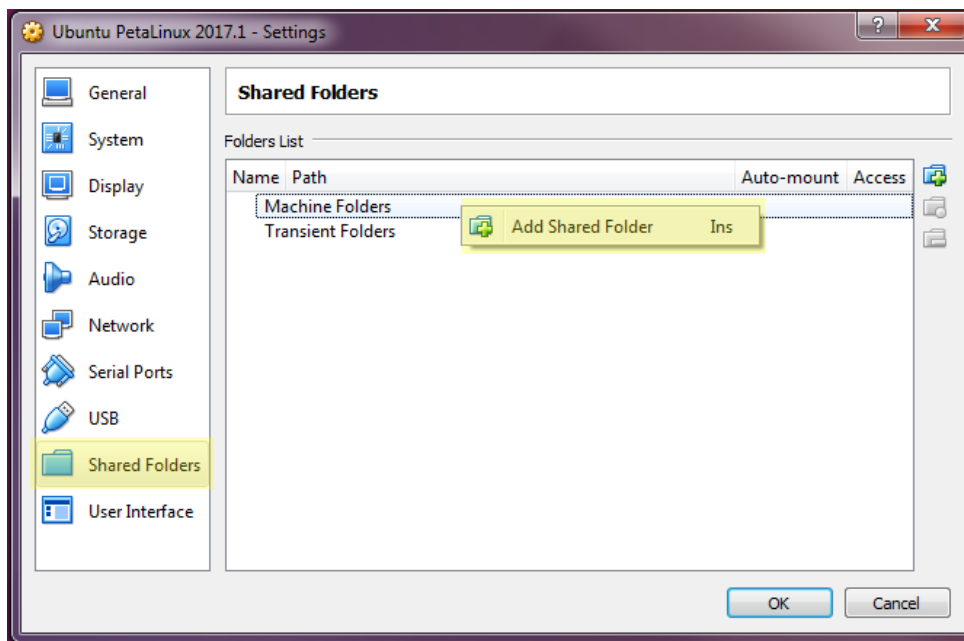 Ubuntu PetaLinux 2017.1 - Settings
?
General
System
Display
Storage
Audio
Network
Serial Ports
USB
Shared Folders
User Interface
Shared Folders
Folders List
Name Path Auto-mount Access
Machine Folders
Transient Folders
Add Shared Folder Ins
OK Cancel